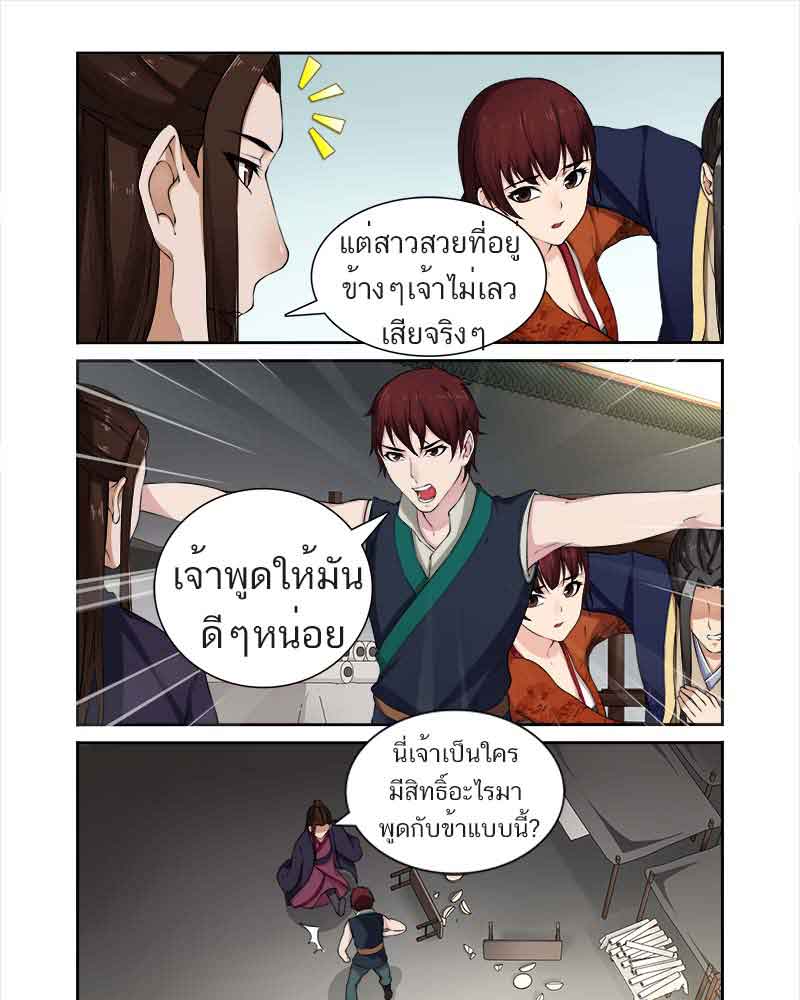 แต่สาวสวยที่อยู่
ข้างๆเจ้าไม่เลว
เสียจริงๆ
เจ้าพูดให้มัน
ดีๆหน่อย
นี่เจ้าเป็นใคร
มีสิทธิ์อะไรมา
พูดกับข้าแบบนี้?